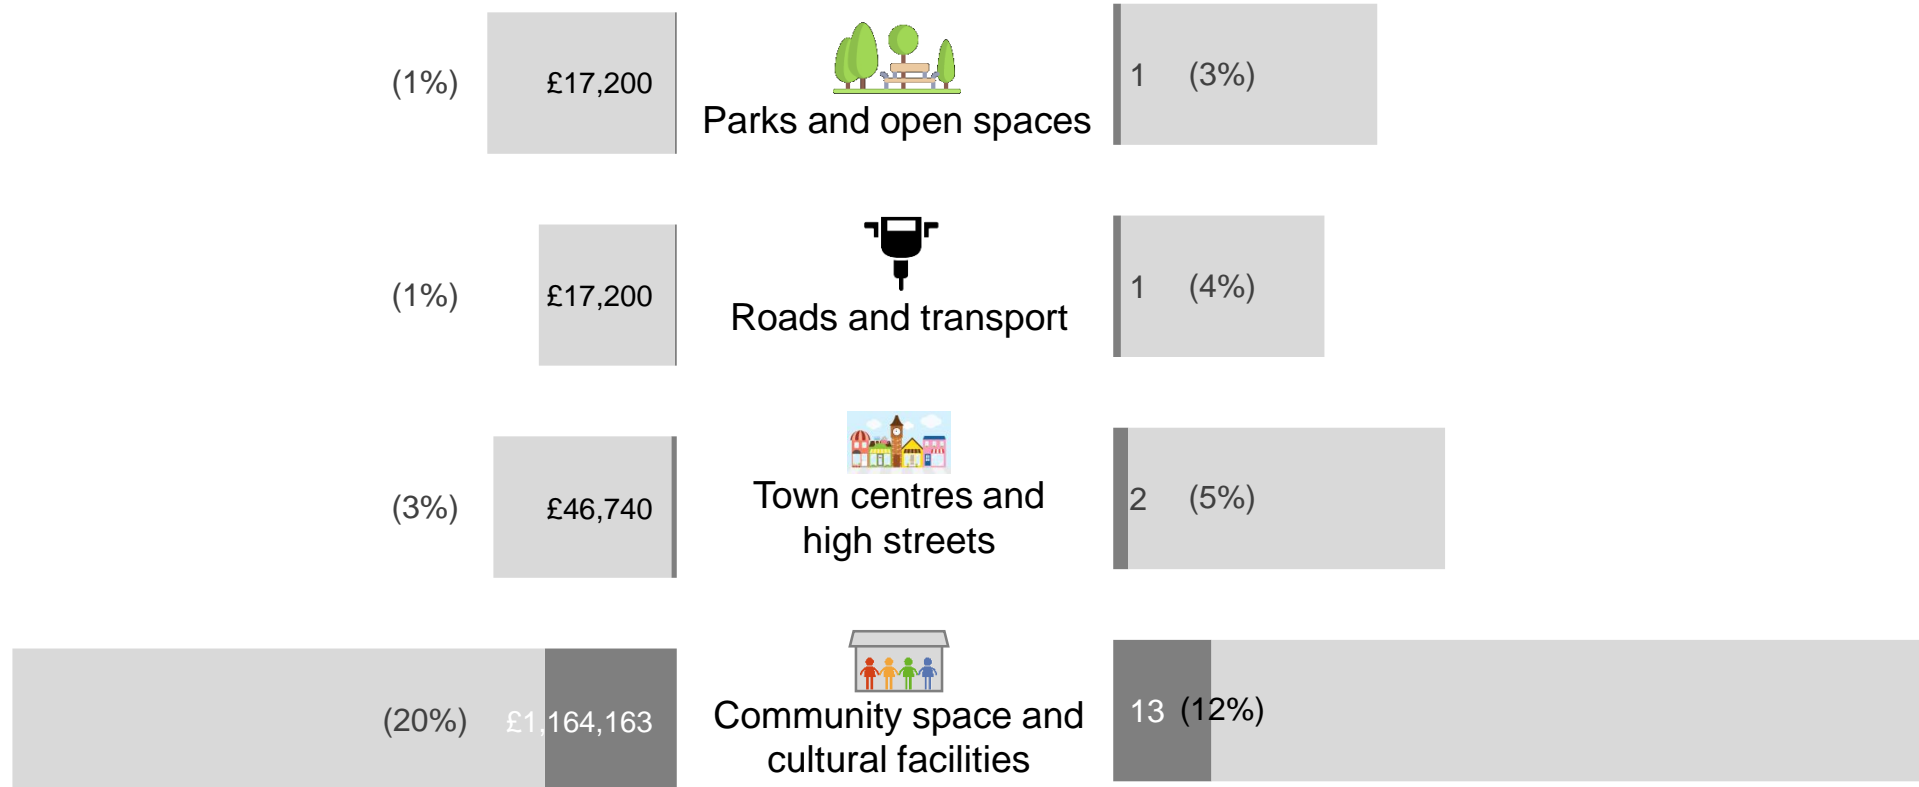 (1%) £17,200
Parks and open spaces
1 (3%)
(1%) £17,200
Roads and transport
1 (4%)
(3%) £46,740
Town centres and
high streets
2 (5%)
(20%) £1,164,163
Community space and
cultural facilities
13 (12%)